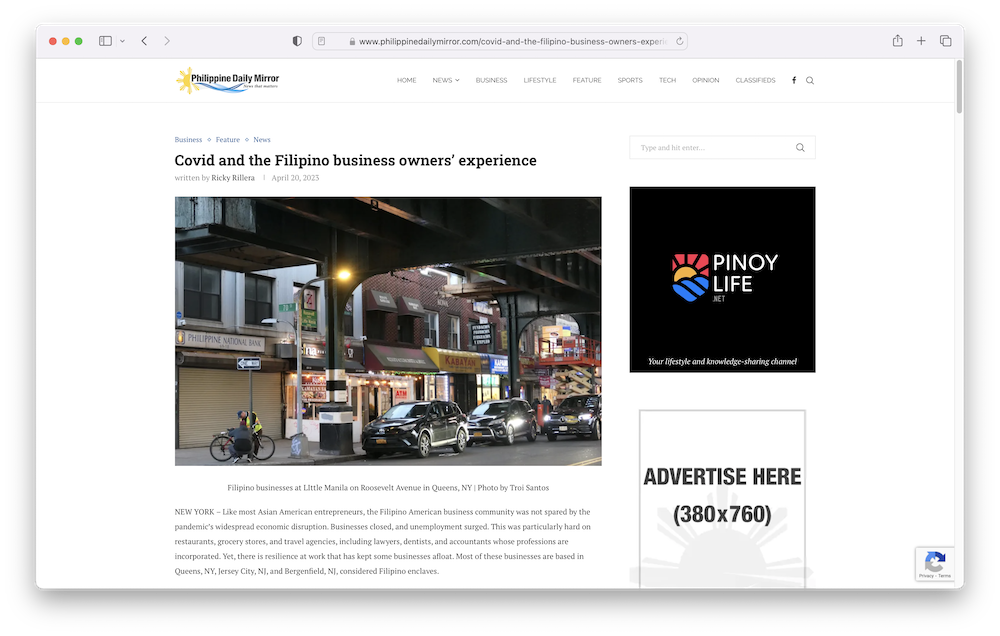 www.philippinedailymirror.com/covid-and-the-filipino-business-owners-experi
Philippine Daily Mirror
News that matters
HOME NEWS BUSINESS LIFESTYLE FEATURE SPORTS TECH OPINION CLASSIFIEDS
Business Feature News
Covid and the Filipino business owners’ experience
written by Ricky Rillera April 20, 2023
Type and hit enter...
PHILIPPINE NATIONAL BANK
KABAYAN
ATM
PINOY
LIFE
.NET
Your lifestyle and knowledge-sharing channel
Filipino businesses at LIttle Manila on Roosevelt Avenue in Queens, NY | Photo by Troi Santos
NEW YORK – Like most Asian American entrepreneurs, the Filipino American business community was not spared by the
pandemic’s widespread economic disruption. Businesses closed, and unemployment surged. This was particularly hard on
restaurants, grocery stores, and travel agencies, including lawyers, dentists, and accountants whose professions are
incorporated. Yet, there is resilience at work that has kept some businesses afloat. Most of these businesses are based in
Queens, NY, Jersey City, NJ, and Bergenfield, NJ, considered Filipino enclaves.
ADVERTISE HERE
(380x760)
Privacy - Terms